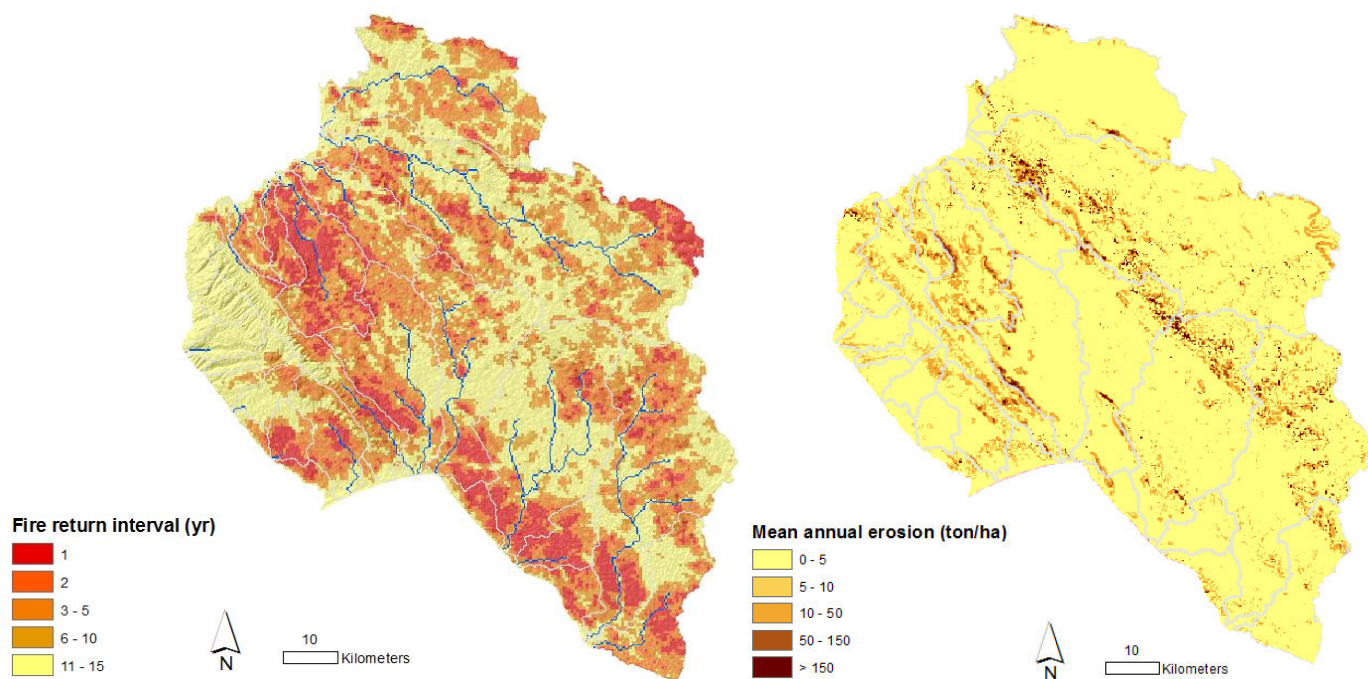 Fire return interval (yr)
1
2
3 - 5
6 - 10
11 - 15
N
10
Kilometers
Mean annual erosion (ton/ha)
0 - 5
5 - 10
10 - 50
50 - 150
> 150
N
10
Kilometers